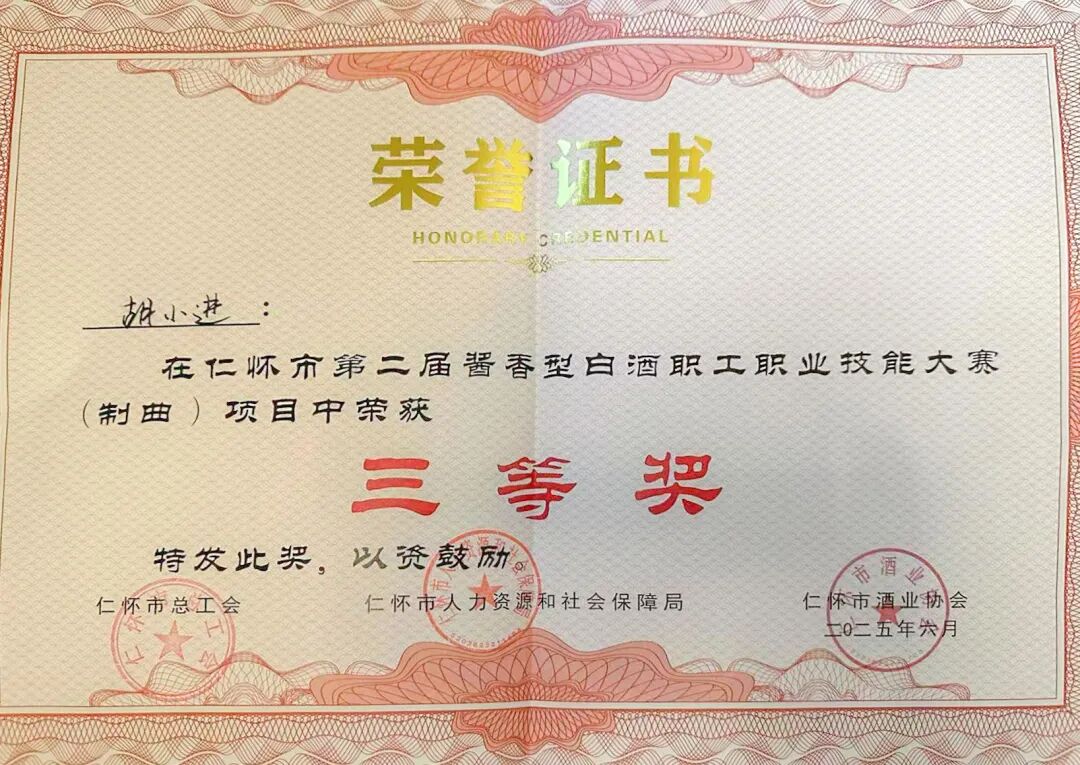 荣誉证书
HONORARY CREDENTIAL
胡小进：
在仁怀市第二届酱香型白酒职工职业技能大赛
（制曲）项目中荣获
三等奖
特发此奖，以资鼓励。
仁怀市总工会
仁怀市人力资源和社会保障局
仁怀市酒业协会
二〇二五年六月